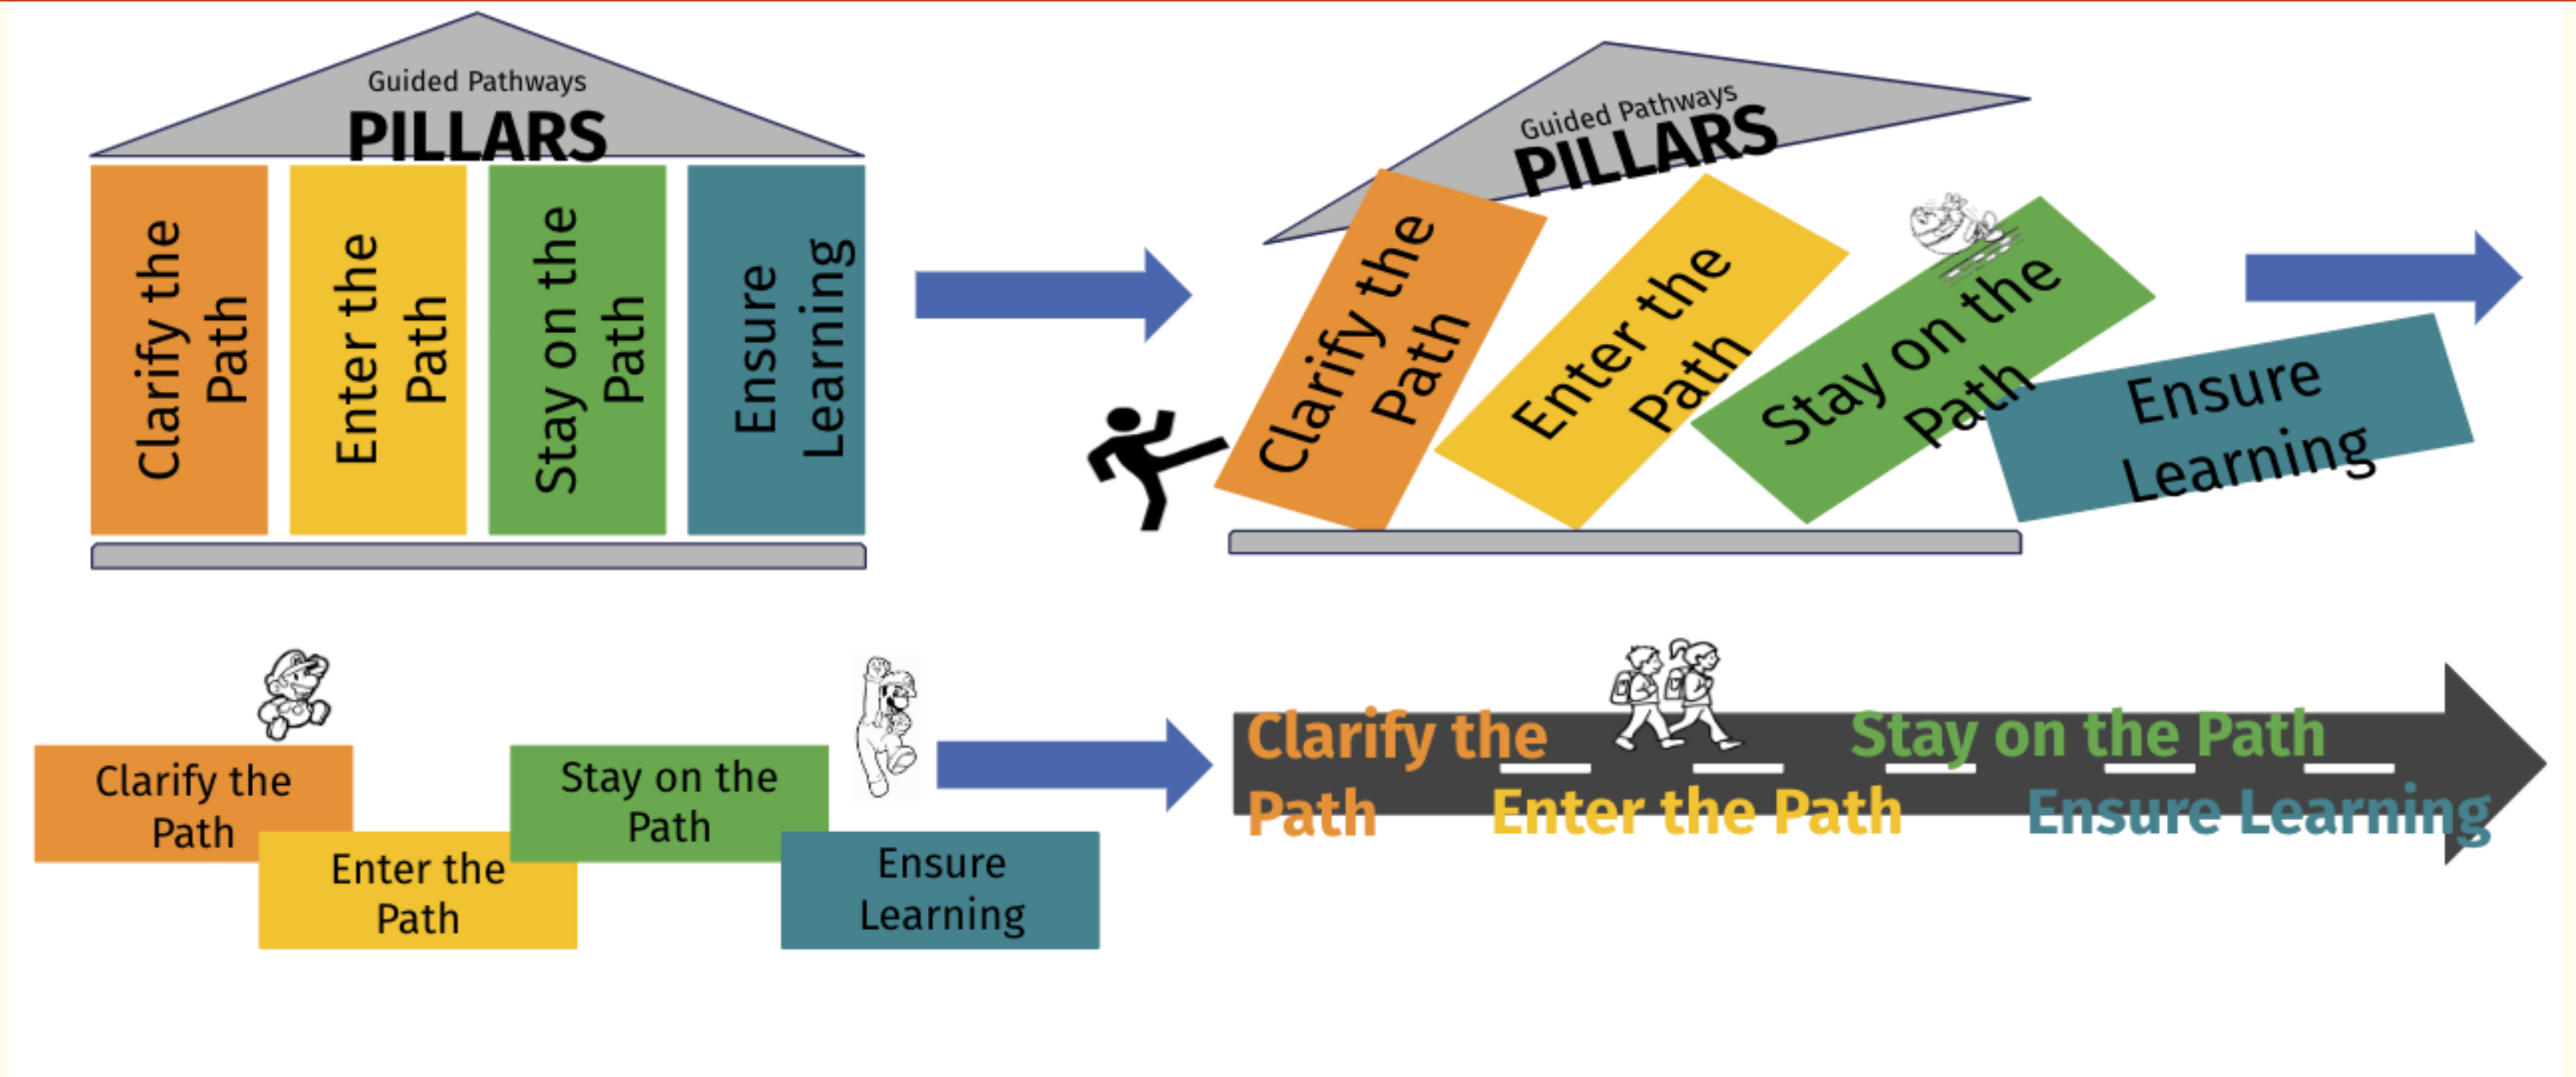 Guided Pathways
PILLARS
Clarify the
Path
Enter the
Path
Stay on the
Path
Ensure
Learning
Guided Pathways
PILLARS
Clarify the
Path
Enter the
Path
Stay on the
Path
Ensure
Learning
Clarify the
Path
Enter the
Path
Stay on the
Path
Ensure
Learning
Clarify the
Path
Enter the Path
Stay on the Path
Ensure Learning